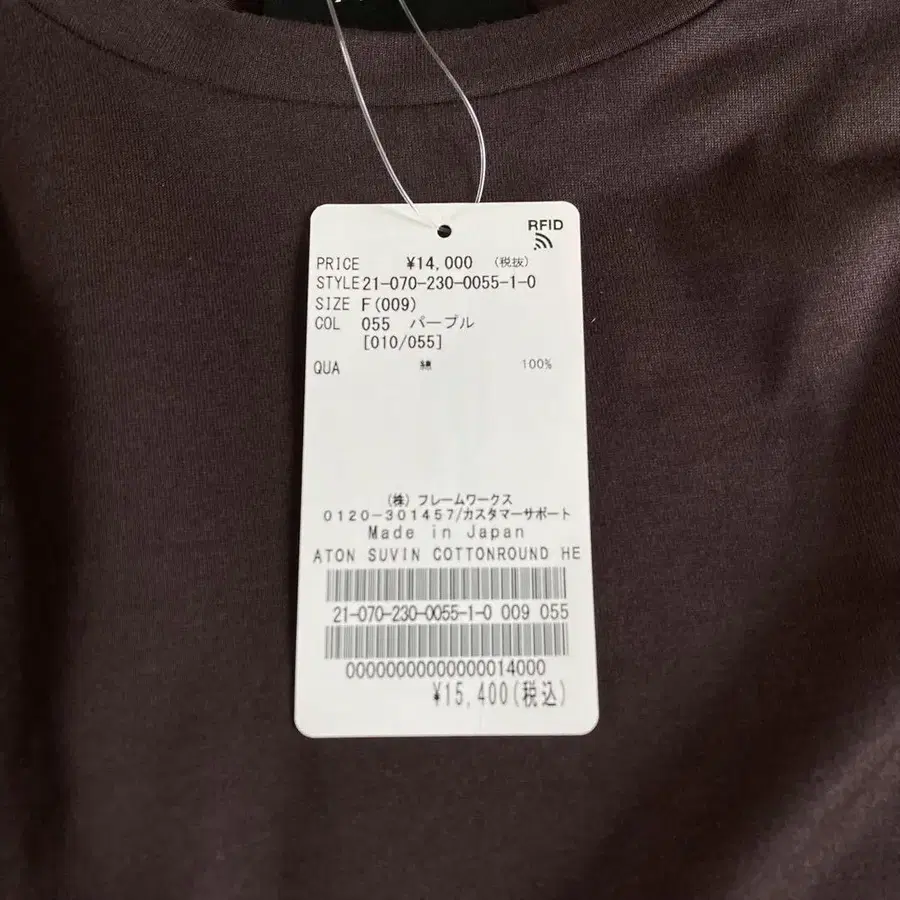 RFID
PRICE ¥14,000 (税抜)
STYLE 21-070-230-0055-1-0
SIZE F(009)
COL 055 パープル
[010/055]
QUA 綿 100%
(株) フレームワークス
0120-301457/カスタマーサポート
Made in Japan
ATON SUVIN COTTONROUND HE
21-070-230-0055-1-0 009 055
00000000000000014000
¥15,400(税込)